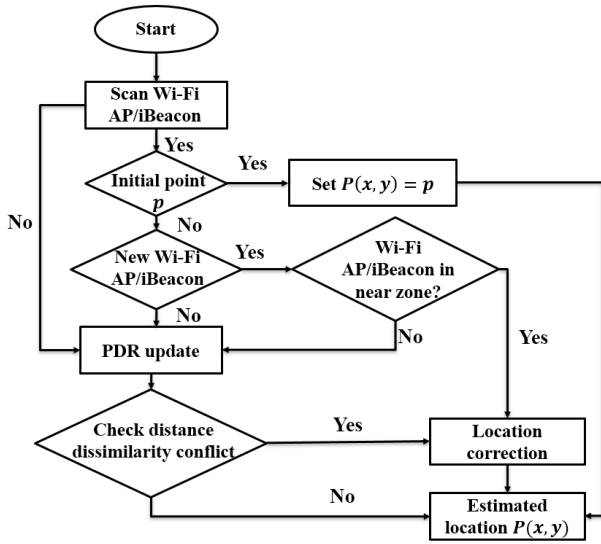 Start
Scan Wi-Fi
AP/iBeacon
Yes
Initial point
p
Yes
Set P(x, y) = p
No
No
New Wi-Fi
AP/iBeacon
Yes
Wi-Fi
AP/iBeacon in
near zone?
No
No
Yes
PDR update
Check distance
dissimilarity conflict
Yes
Location
correction
No
Estimated
location P(x, y)